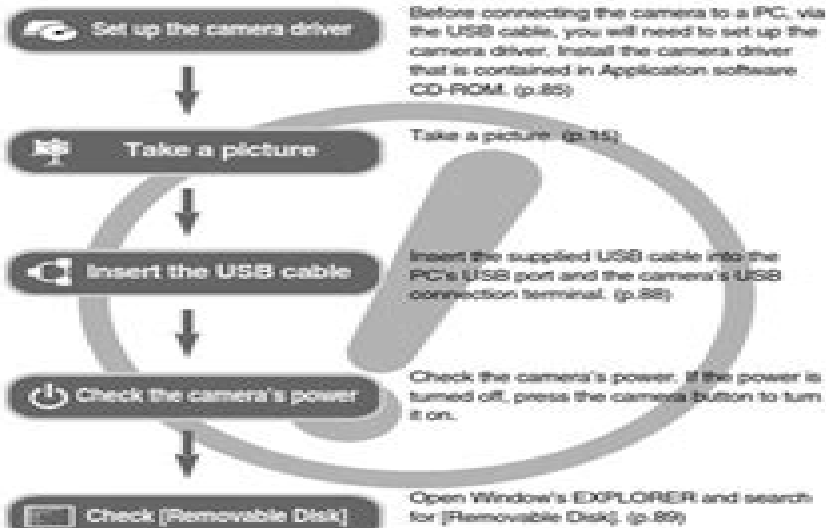 Set up the camera driver
Before connecting the camera to a PC, via
the USB cable, you will need to set up the
camera driver. Install the camera driver
that is contained in Application software
CD-ROM. (p.85)
Take a picture
Take a picture. (p.15)
Insert the USB cable
Insert the supplied USB cable into the
PC's USB port and the camera's USB
connection terminal. (p.88)
Check the camera's power
Check the camera's power. If the power is
turned off, press the camera button to turn
it on.
Check [Removable Disk]
Open Window's EXPLORER and search
for [Removable Disk]. (p.89)